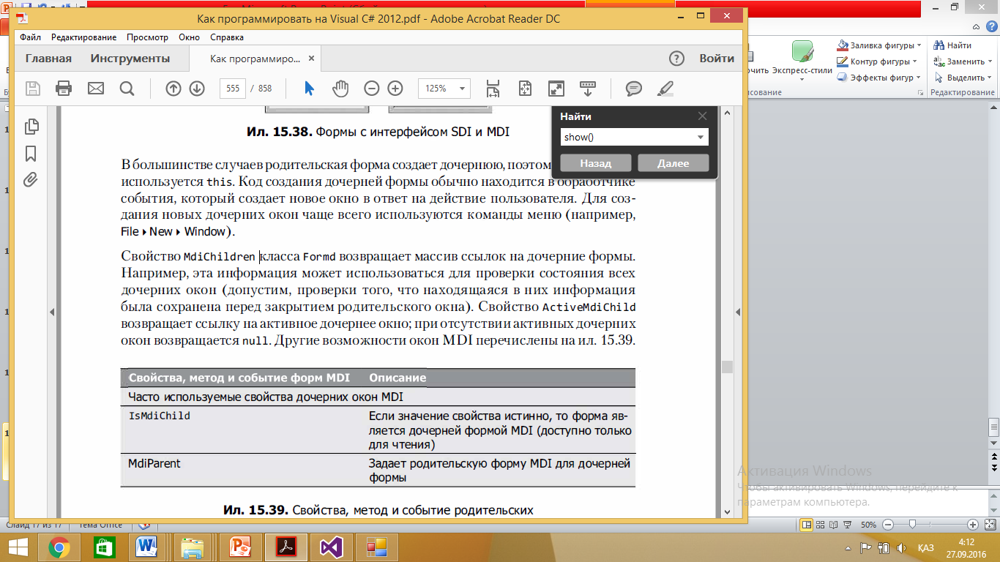 Как программировать на Visual C# 2012.pdf - Adobe Acrobat Reader DC
Файл Редактирование Просмотр Окно Справка
Главная Инструменты Как программиро... × Войти
555 / 858 125%
Найти
show()
Назад Далее
Ил. 15.38. Формы с интерфейсом SDI и MDI
В большинстве случаев родительская форма создает дочернюю,
используется this. Код создания дочерней формы обычно находится в обработчике
события, который создает новое окно в ответ на действие пользователя. Для соз-
дания новых дочерних окон чаще всего используются команды меню (например,
File New Window).
Свойство MdiChildren класса Formd возвращает массив ссылок на дочерние формы.
Например, эта информация может использоваться для проверки состояния всех
дочерних окон (допустим, проверки того, что находящаяся в них информация
была сохранена перед закрытием родительского окна). Свойство ActiveMdiChild
возвращает ссылку на активное дочернее окно; при отсутствии активных дочерних
окон возвращается null. Другие возможности окон MDI перечислены на ил. 15.39.
Свойства, метод и событие форм MDI Описание
Часто используемые свойства дочерних окон MDI
IsMdiChild Если значение свойства истинно, то форма яв-
ляется дочерней формой MDI (доступно только
для чтения)
MdiParent Задает родительскую форму MDI для дочерней
формы
Ил. 15.39. Свойства, метод и событие родительских
Экспресс-стили
Заливка фигуры
Контур фигуры
Эффекты фигур
Найти
Заменить
Выделить
Редактирование
Активация Windows
Чтобы активировать Windows, перейдите к
параметрам компьютера.
Слайд 17 из 17 Тема Office 50%
ҚАЗ 4:12
27.09.2016